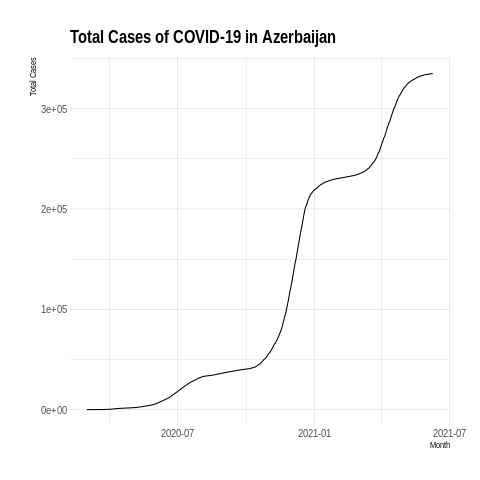 Total Cases of COVID-19 in Azerbaijan
Total Cases
3e+05
2e+05
1e+05
0e+00
2020-07
2021-01
2021-07
Month